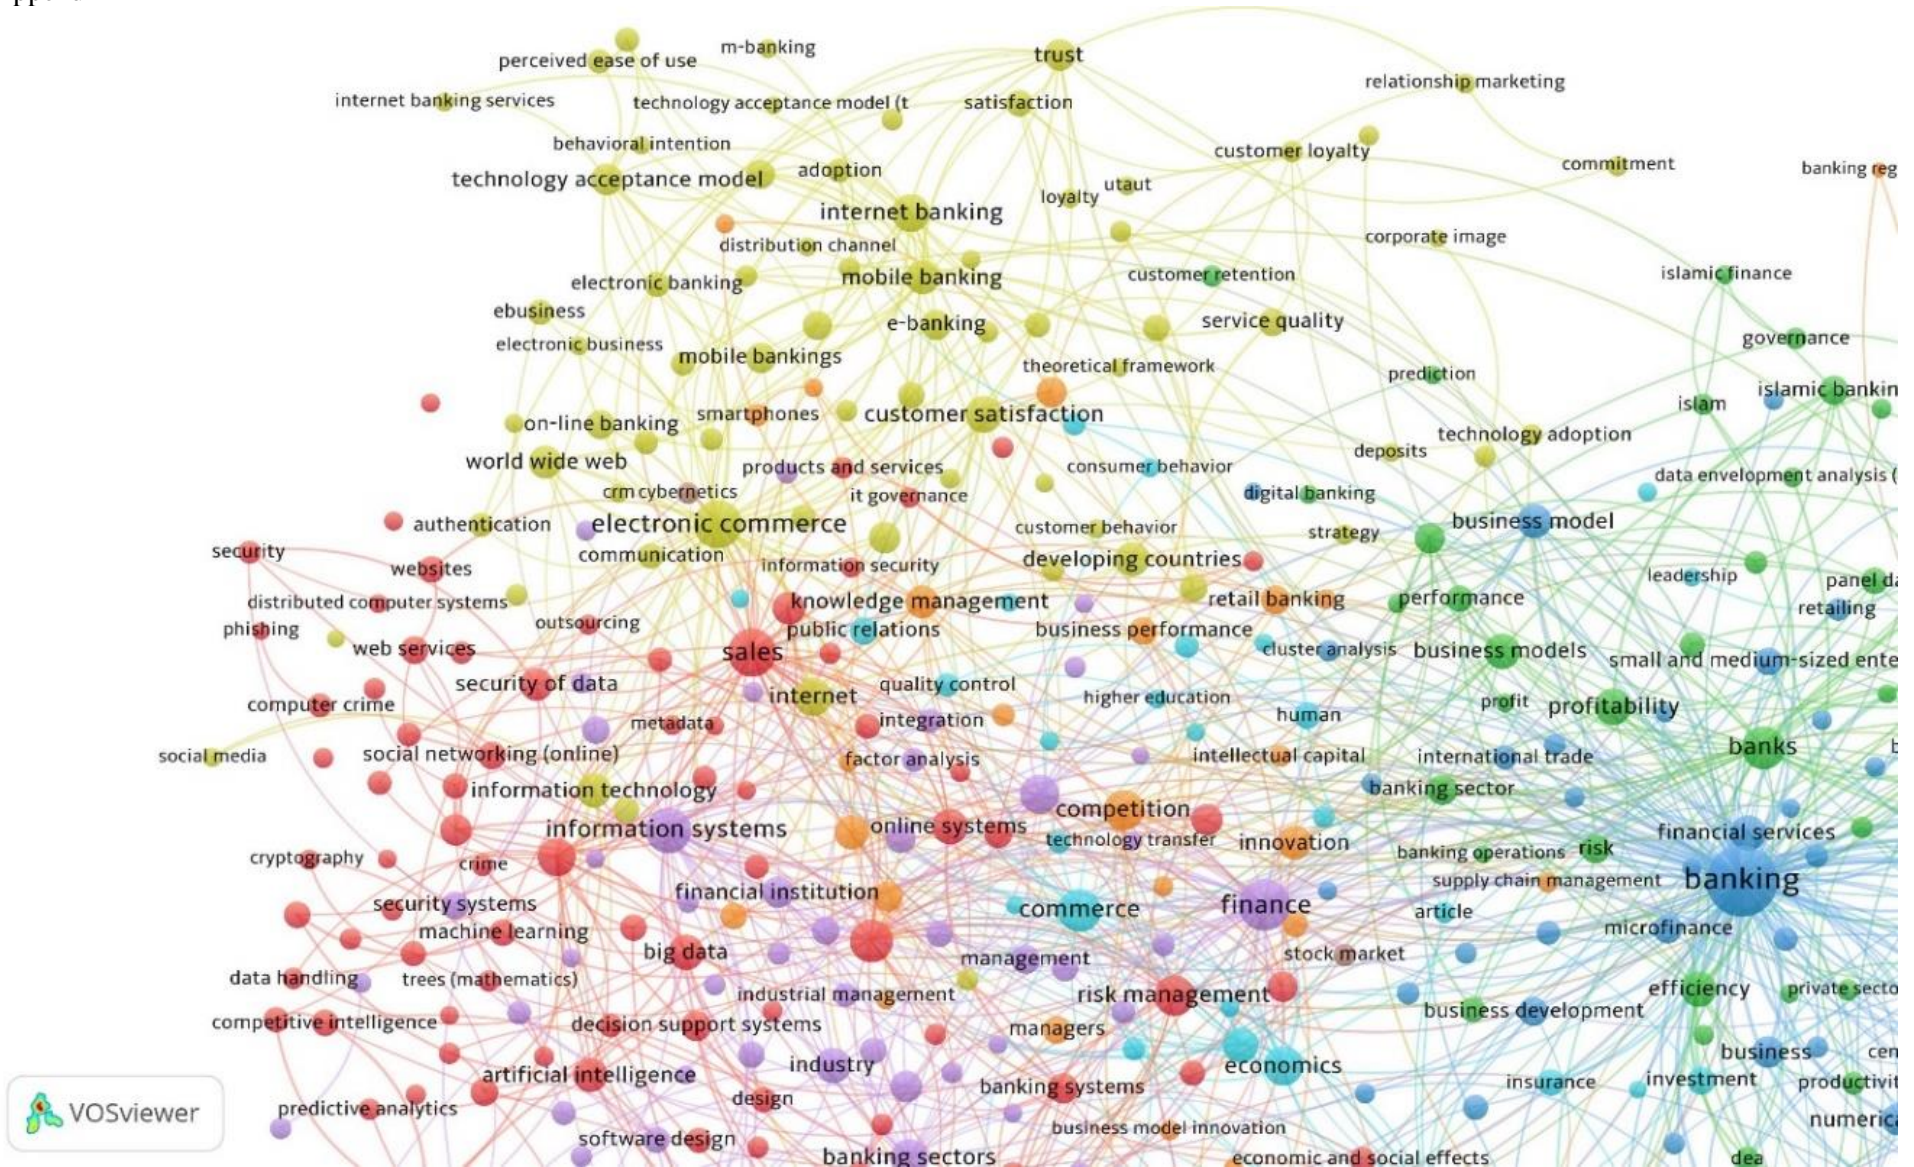 perceived ease of use
m-banking
trust
relationship marketing
internet banking services
technology acceptance model (t
satisfaction
behavioral intention
customer loyalty
commitment
banking reg
technology acceptance model
adoption
loyalty
utaut
internet banking
distribution channel
corporate image
electronic banking
mobile banking
customer retention
islamic finance
ebusiness
e-banking
service quality
governance
electronic business
mobile bankings
theoretical framework
prediction
islamic bankin
on-line banking
smartphones
customer satisfaction
islam
technology adoption
world wide web
products and services
consumer behavior
deposits
data envelopment analysis (
crm
cybernetics
it governance
digital banking
authentication
electronic commerce
customer behavior
strategy
business model
security
websites
communication
information security
developing countries
leadership
panel da
distributed computer systems
knowledge management
retail banking
performance
retailing
phishing
outsourcing
public relations
business performance
web services
sales
cluster analysis
business models
small and medium-sized ente
security of data
internet
quality control
higher education
computer crime
metadata
integration
human
profit
profitability
social media
social networking (online)
factor analysis
intellectual capital
international trade
banks
information technology
competition
banking sector
information systems
online systems
technology transfer
innovation
financial services
cryptography
crime
banking operations
risk
financial institution
supply chain management
banking
security systems
commerce
finance
article
machine learning
microfinance
big data
management
stock market
data handling
trees (mathematics)
industrial management
risk management
efficiency
private secto
competitive intelligence
decision support systems
managers
business development
artificial intelligence
industry
economics
business
cen
banking systems
insurance
investment
productivit
predictive analytics
design
numerica
software design
business model innovation
banking sectors
economic and social effects
dea
VOSviewer